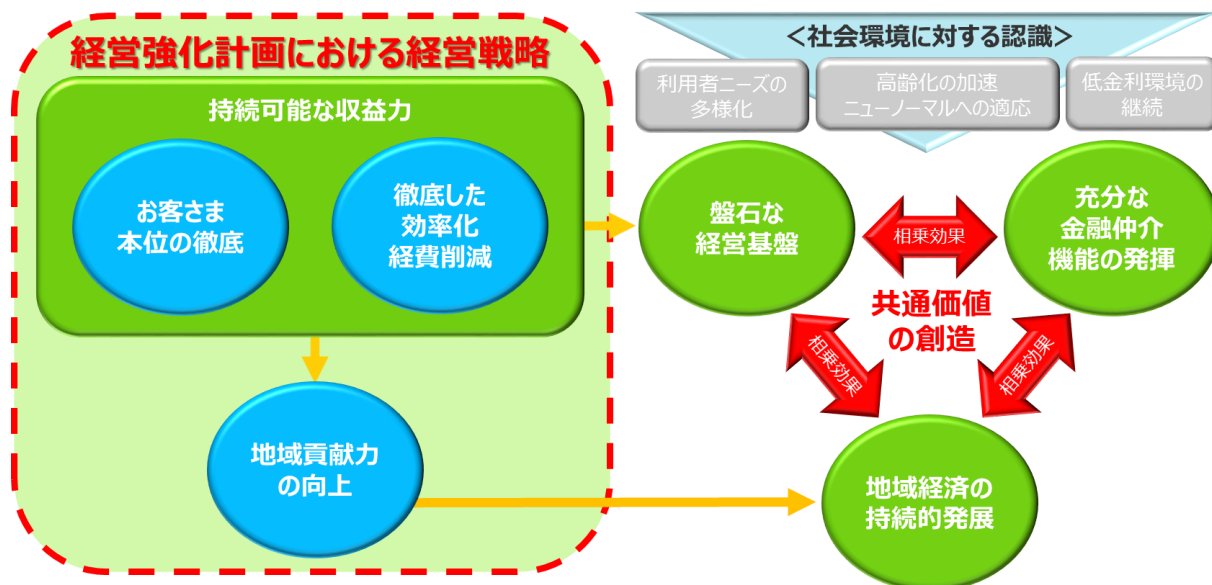 経営強化計画における経営戦略
持続可能な収益力
お客さま
本位の徹底
徹底した
効率化
経費削減
地域貢献力
の向上
＜社会環境に対する認識＞
利用者ニーズの
多様化
高齢化の加速
ニューノーマルへの適応
低金利環境の
継続
盤石な
経営基盤
相乗効果
充分な
金融仲介
機能の発揮
共通価値
の創造
相乗効果
相乗効果
地域経済の
持続的発展